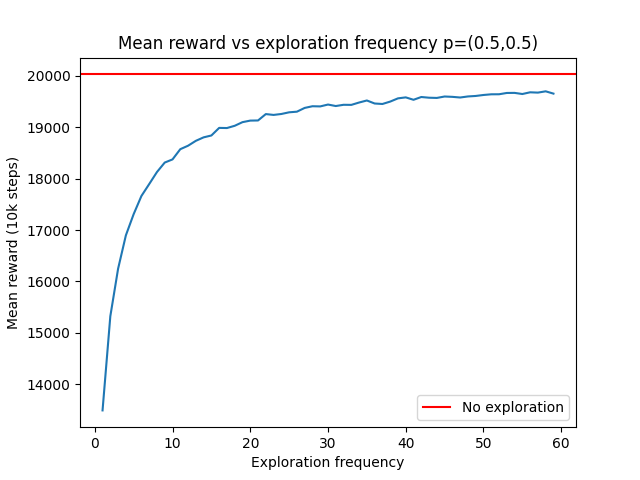 Mean reward vs exploration frequency p=(0.5,0.5)
20000
19000
18000
17000
16000
15000
14000
Mean reward (10k steps)
No exploration
0 10 20 30 40 50 60
Exploration frequency